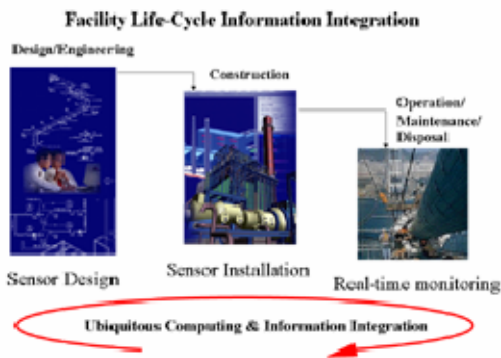 Facility Life-Cycle Information Integration
Design/Engineering
Construction
Operation/
Maintenance/
Disposal
Sensor Design
Sensor Installation
Real-time monitoring
Ubiquitous Computing & Information Integration